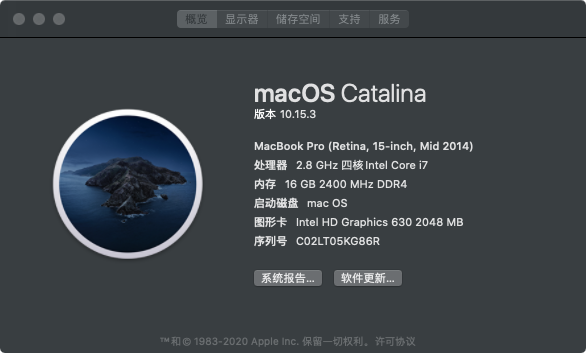 概览 显示器 储存空间 支持 服务
macOS Catalina
版本 10.15.3
MacBook Pro (Retina, 15-inch, Mid 2014)
处理器 2.8 GHz 四核Intel Core i7
内存 16 GB 2400 MHz DDR4
启动磁盘 mac OS
图形卡 Intel HD Graphics 630 2048 MB
序列号 C02LT05KG86R
系统报告... 软件更新...
™和© 1983-2020 Apple Inc. 保留一切权利。许可协议